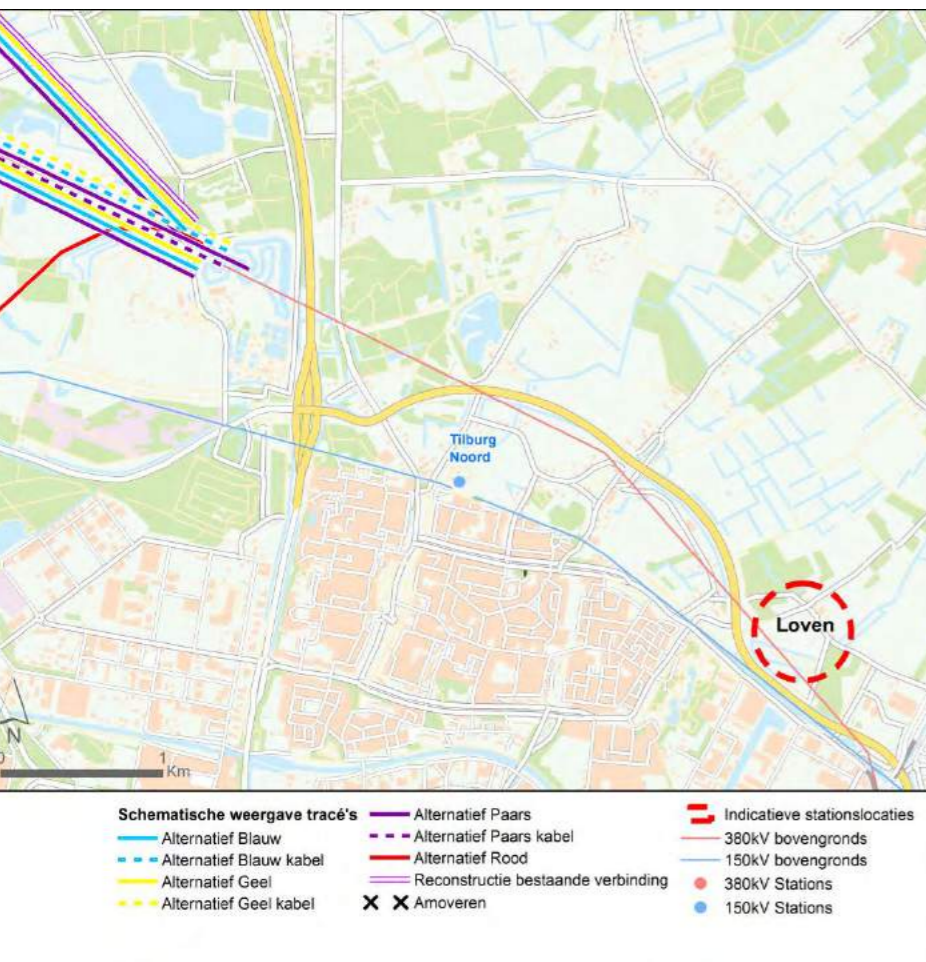 Tilburg
Noord
Loven
N
0
1
Km
Schematische weergave tracé's
Alternatief Blauw
Alternatief Blauw kabel
Alternatief Geel
Alternatief Geel kabel
Alternatief Paars
Alternatief Paars kabel
Alternatief Rood
Reconstructie bestaande verbinding
Amoveren
Indicatieve stationslocaties
380kV bovengronds
150kV bovengronds
380kV Stations
150kV Stations